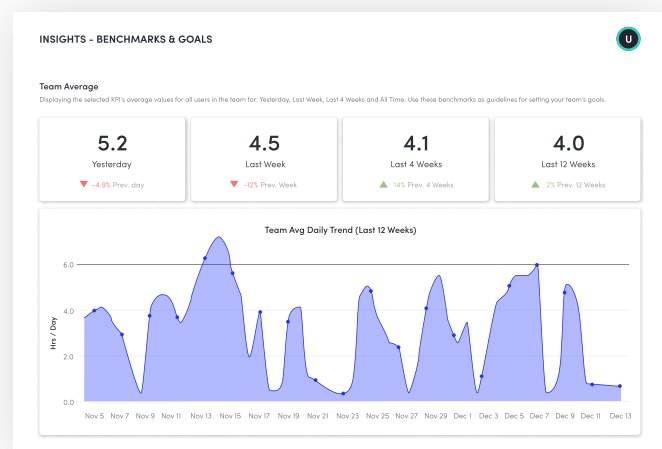 INSIGHTS - BENCHMARKS & GOALS
U
Team Average
Displaying the selected KPI's average values for all users in the team for: Yesterday, Last Week, Last 4 Weeks and All Time. Use these benchmarks as guidelines for setting your team's goals.
5.2
Yesterday
-4.9% Prev. day
4.5
Last Week
-12% Prev. Week
4.1
Last 4 Weeks
14% Prev. 4 Weeks
4.0
Last 12 Weeks
2% Prev. 12 Weeks
Team Avg Daily Trend (Last 12 Weeks)
Hrs / Day
6.0
4.0
2.0
0.0
Nov 5 Nov 7 Nov 9 Nov 11 Nov 13 Nov 15 Nov 17 Nov 19 Nov 21 Nov 23 Nov 25 Nov 27 Nov 29 Dec 1 Dec 3 Dec 5 Dec 7 Dec 9 Dec 11 Dec 13